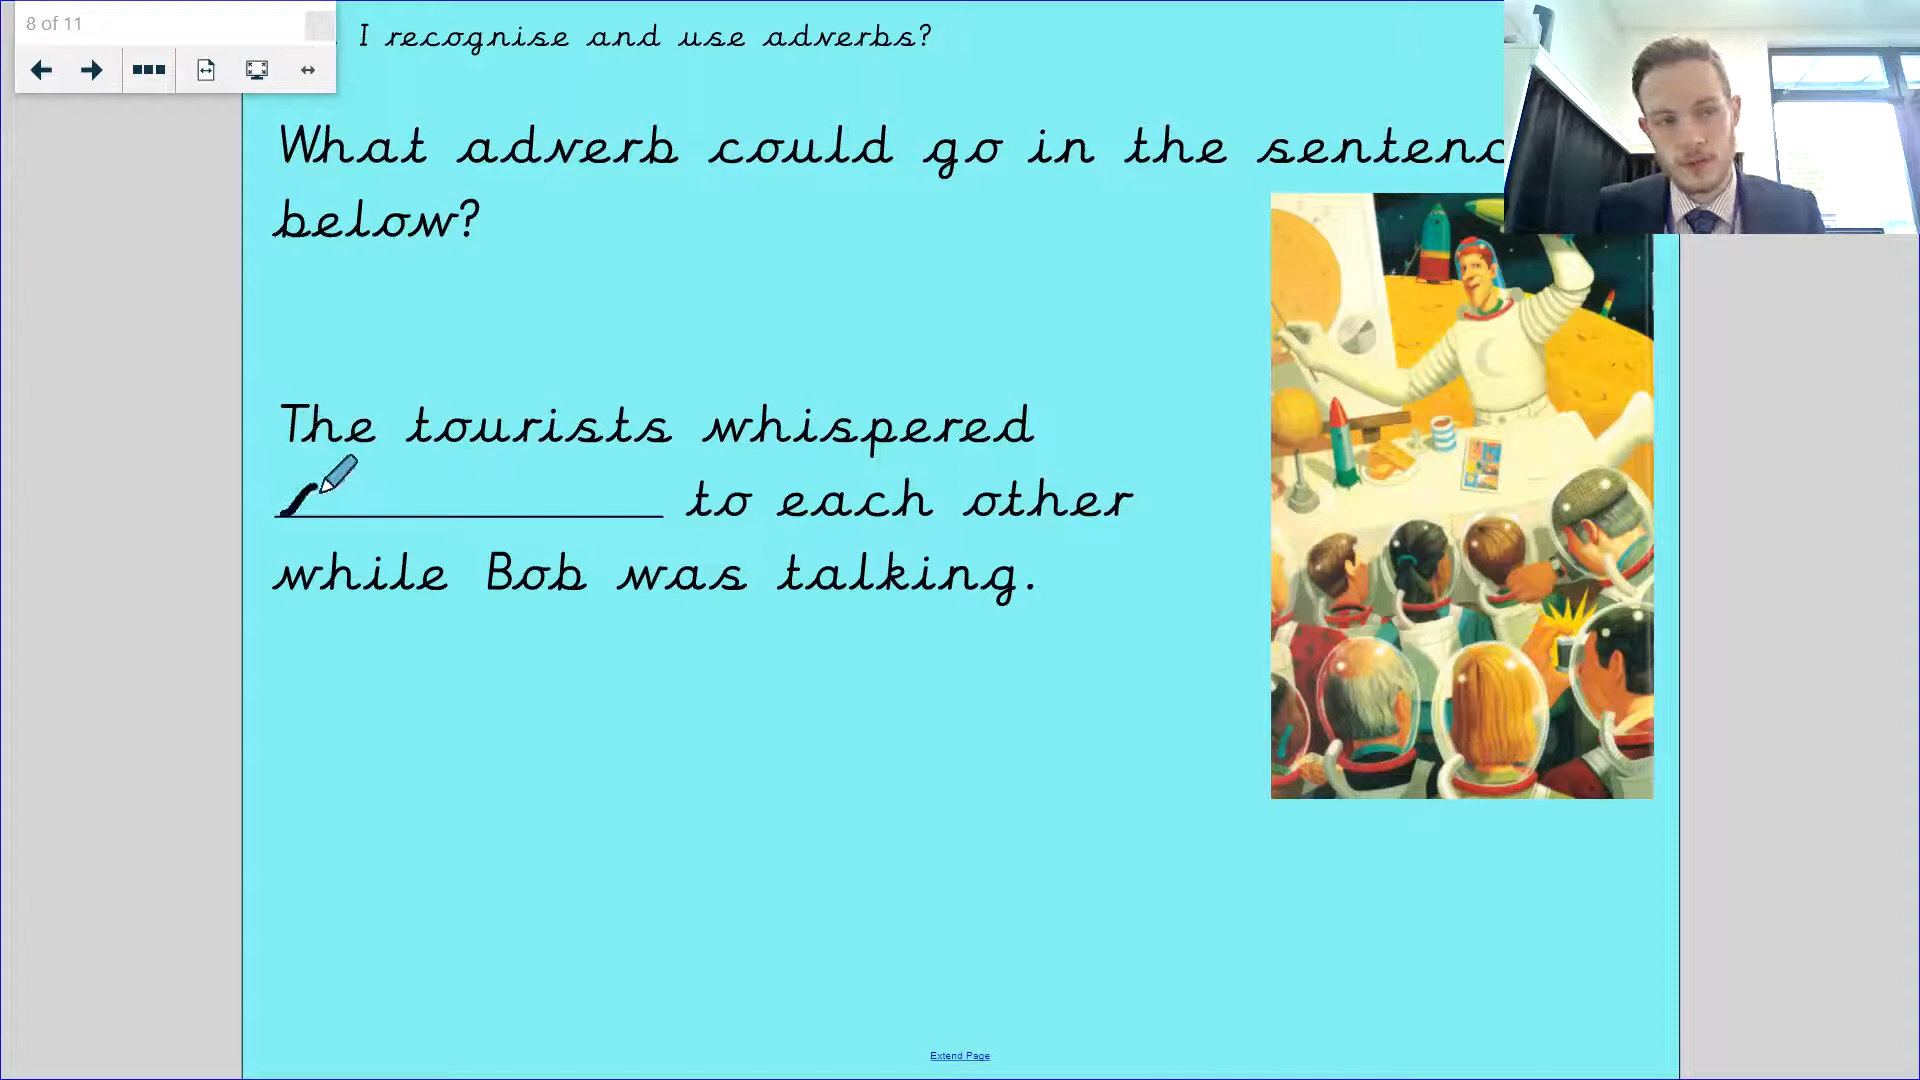 8 of 11
I recognise and use adverbs?
What adverb could go in the
below?
The tourists whispered
to each other
while Bob was talking.
Extend Page